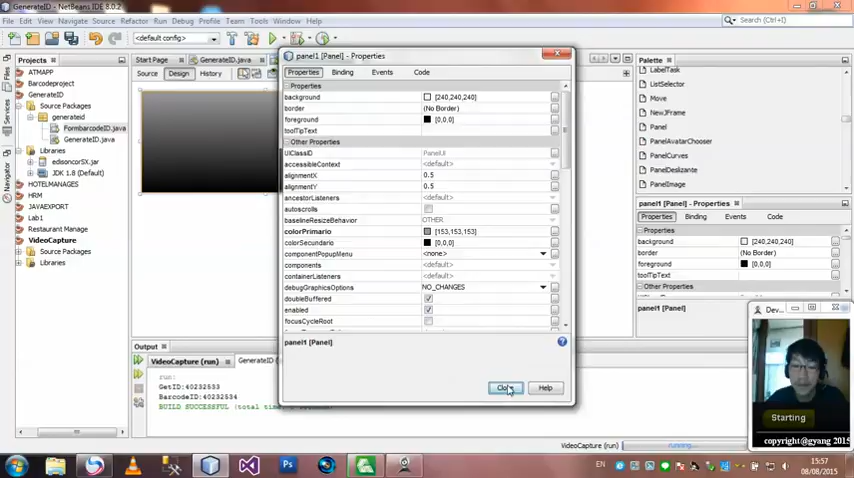 GenerateID - NetBeans IDE 8.0.2
File Edit View Navigate Source Refactor Run Debug Profile Team Tools Window Help
Search (Ctrl+I)
<default config>
Files
Services
Navigator
Projects
ATMAPP
Barcodeproject
GenerateID
Source Packages
generateid
FormbarcodeID.java
GenerateID.java
Libraries
edsoncorSX.jar
JDK 1.8 (Default)
HOTELMANAGES
HRM
JAVAEXPORT
Lab1
Restaurant Manage
VideoCapture
Source Packages
Libraries
Start Page
GenerateID.java
Source Design History
panel1 [Panel] - Properties
Properties Binding Events Code
Properties
background [240,240,240]
border (No Border)
foreground [0,0,0]
toolTipText
Other Properties
UIClassID PanelUI
accessibleContext <default>
alignmentX 0.5
alignmentY 0.5
ancestorListeners <default>
autoscrolls
baselineResizeBehavior OTHER
colorPrimario [153,153,153]
colorSecundario [0,0,0]
componentPopupMenu <none>
components <default>
containerListeners <default>
debugGraphicsOptions NO_CHANGES
doubleBuffered
enabled
focusCycleRoot
panel1 [Panel]
Close Help
Palette
LabelTask
ListSelector
Move
NewJFrame
Panel
PanelAvatarChooser
PanelCurves
PanelDeslizante
PanelImage
panel1 [Panel] - Properties
Properties Binding Events Code
Properties
background [240,240,240]
border (No Border)
foreground [0,0,0]
toolTipText
Other Properties
panel1 [Panel]
Output
VideoCapture (run)
run:
GetID:40232533
BarcodeID:40232534
BUILD SUCCESSFUL (total time:
VideoCapture (run) running...
Dev...
Starting
copyright@gyang 2015
EN
15:57
08/08/2015